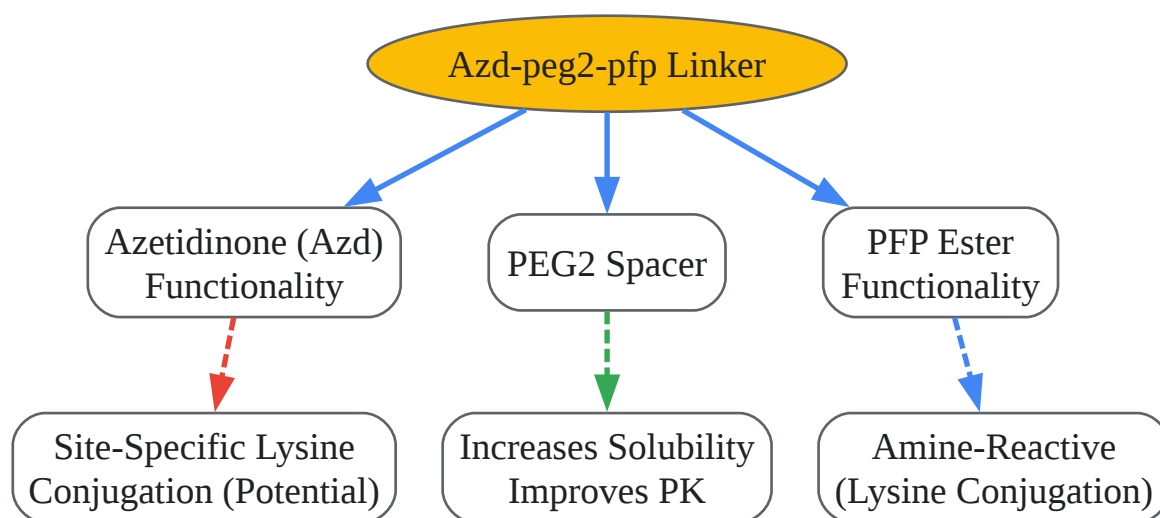 Azd-peg2-pfp Linker
Azetidinone (Azd)
Functionality
PEG2 Spacer
PFP Ester
Functionality
Site-Specific Lysine
Conjugation (Potential)
Increases Solubility
Improves PK
Amine-Reactive
(Lysine Conjugation)